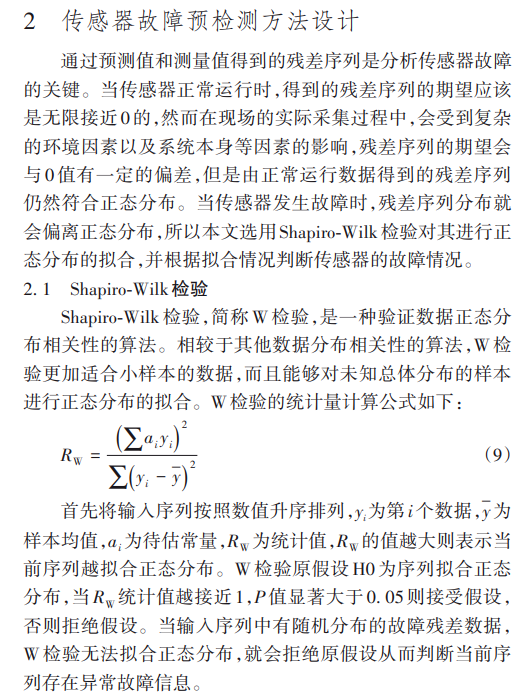 2 传感器故障预检测方法设计
通过预测值和测量值得到的残差序列是分析传感器故障
的关键。当传感器正常运行时,得到的残差序列的期望应该
是无限接近0的,然而在现场的实际采集过程中,会受到复杂
的环境因素以及系统本身等因素的影响,残差序列的期望会
与0值有一定的偏差,但是由正常运行数据得到的残差序列
仍然符合正态分布。当传感器发生故障时,残差序列分布就
会偏离正态分布,所以本文选用Shapiro-Wilk检验对其进行正
态分布的拟合,并根据拟合情况判断传感器的故障情况。
2. 1 Shapiro-Wilk检验
Shapiro-Wilk检验,简称W检验,是一种验证数据正态分
布相关性的算法。相较于其他数据分布相关性的算法,W检
验更加适合小样本的数据,而且能够对未知总体分布的样本
进行正态分布的拟合。W检验的统计量计算公式如下:
R_W = (∑a_i y_i)^2 / ∑(y_i − ȳ)^2 (9)
首先将输入序列按照数值升序排列,y_i为第i个数据,ȳ为
样本均值,a_i为待估常量,R_W为统计值,R_W的值越大则表示当
前序列越拟合正态分布。W检验原假设H0为序列拟合正态
分布,当R_W统计值越接近1,P值显著大于0. 05则接受假设,
否则拒绝假设。当输入序列中有随机分布的故障残差数据,
W检验无法拟合正态分布,就会拒绝原假设从而判断当前序
列存在异常故障信息。